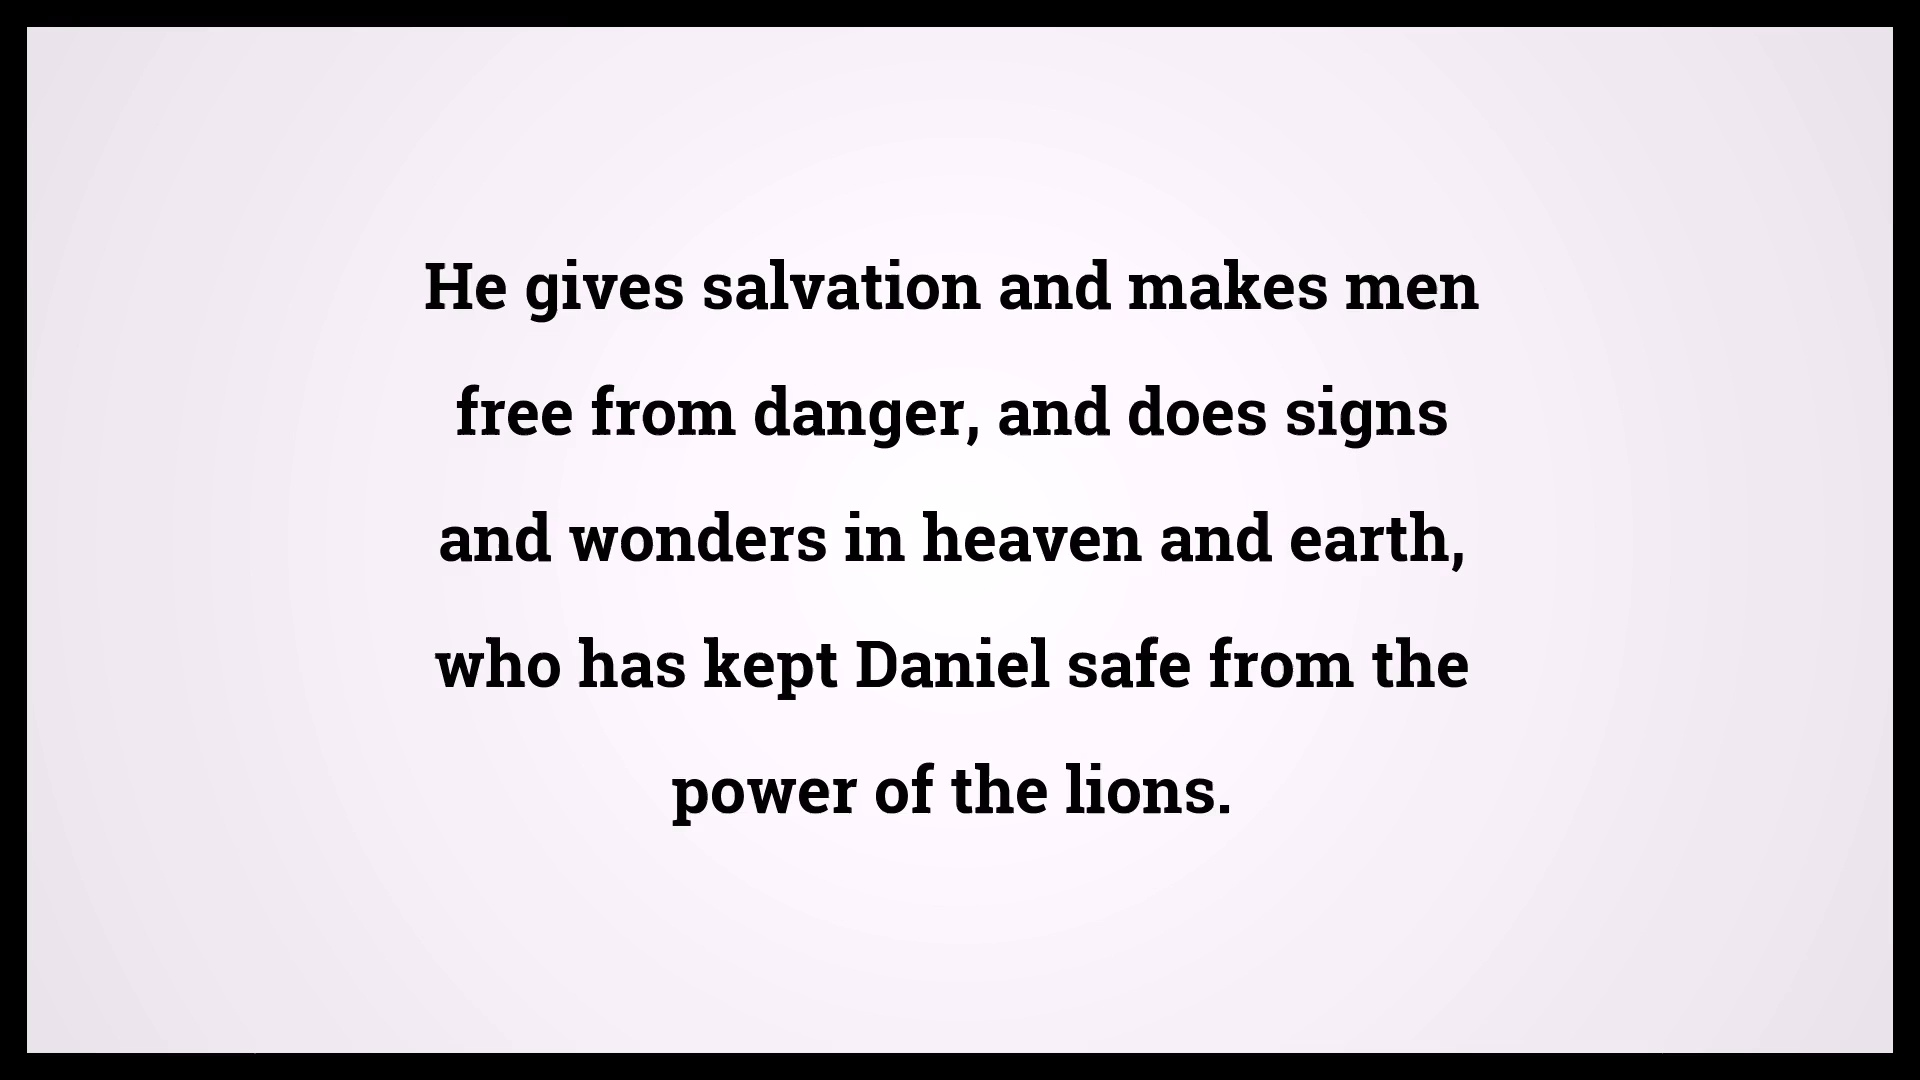 He gives salvation and makes men
free from danger, and does signs
and wonders in heaven and earth,
who has kept Daniel safe from the
power of the lions.